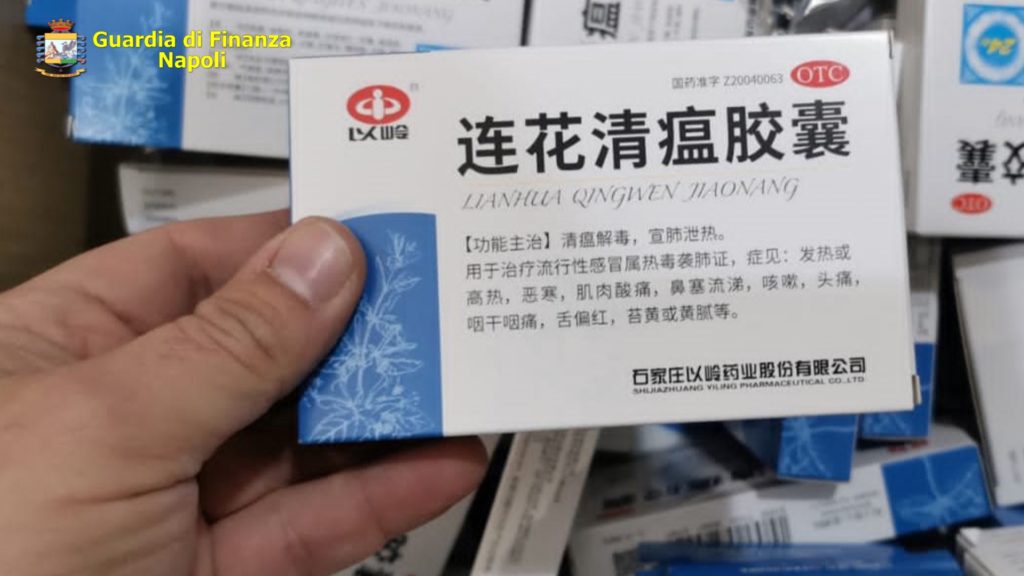 Guardia di Finanza
Napoli
国药准字 Z20040063
OTC
以岭
连花清瘟胶囊
LIANHUA QINGWEN JIAONANG
【功能主治】清瘟解毒，宣肺泄热。
用于治疗流行性感冒属热毒袭肺证，症见：发热或
高热，恶寒，肌肉酸痛，鼻塞流涕，咳嗽，头痛，
咽干咽痛，舌偏红，苔黄或黄腻等。
石家庄以岭药业股份有限公司
SHIJIAZHUANG YILING PHARMACEUTICAL CO.,LTD.
瘟
24
胶囊
OTC